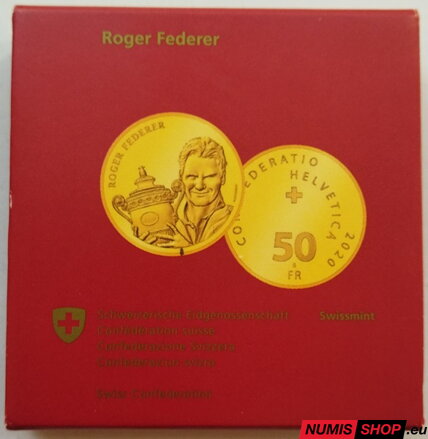 Roger Federer
ROGER FEDERER
CONFEDERATIO HELVETICA 2020
50
FR
Schweizerische Eidgenossenschaft
Confédération suisse
Confederazione Svizzera
Confederaziun svizra
Swiss Confederation
Swissmint
NUMIS SHOP.eu